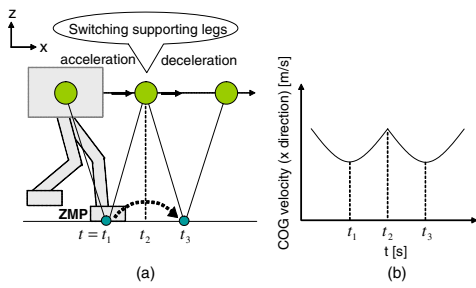 z
x
Switching supporting legs
acceleration
deceleration
ZMP
t = t₁
t₂
t₃
(a)
COG velocity (x direction) [m/s]
t₁
t₂
t₃
t [s]
(b)